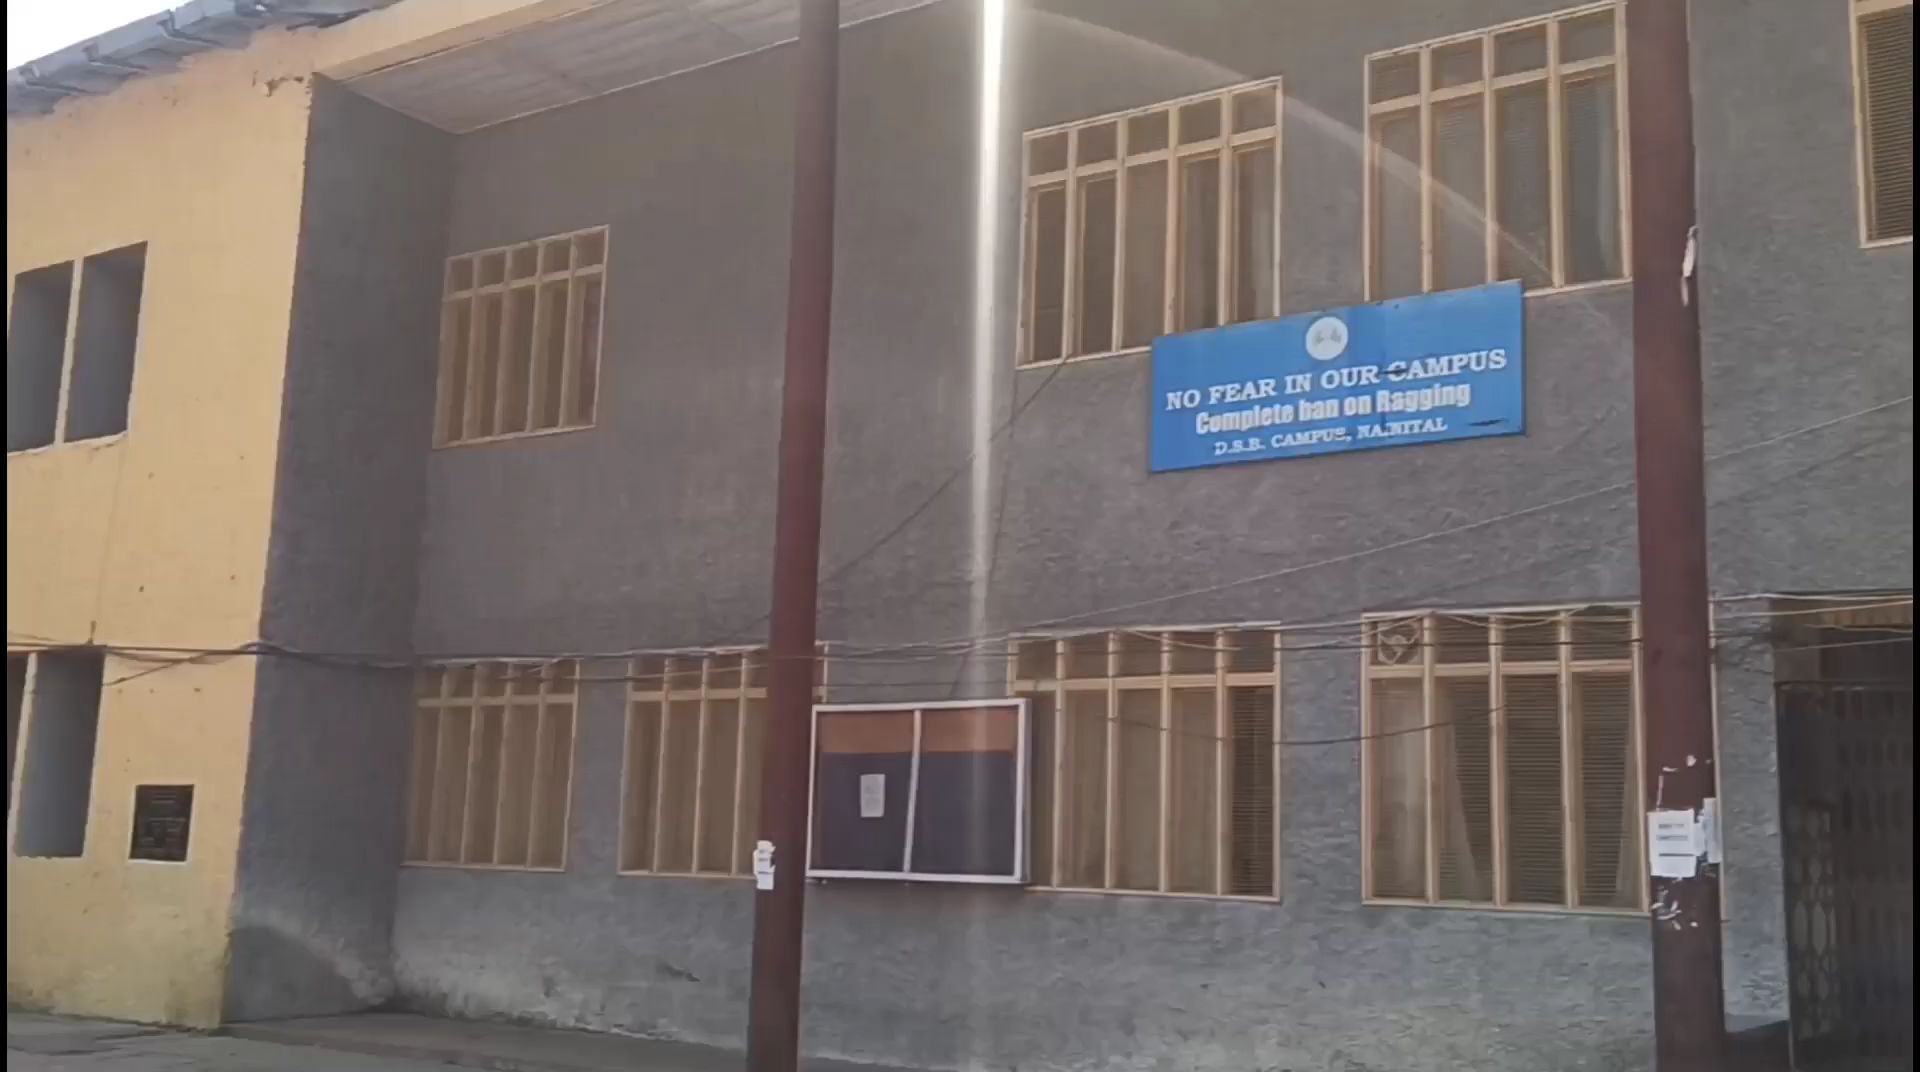 NO FEAR IN OUR CAMPUS
Complete ban on Ragging
D.S.B. CAMPUS, NAINITAL